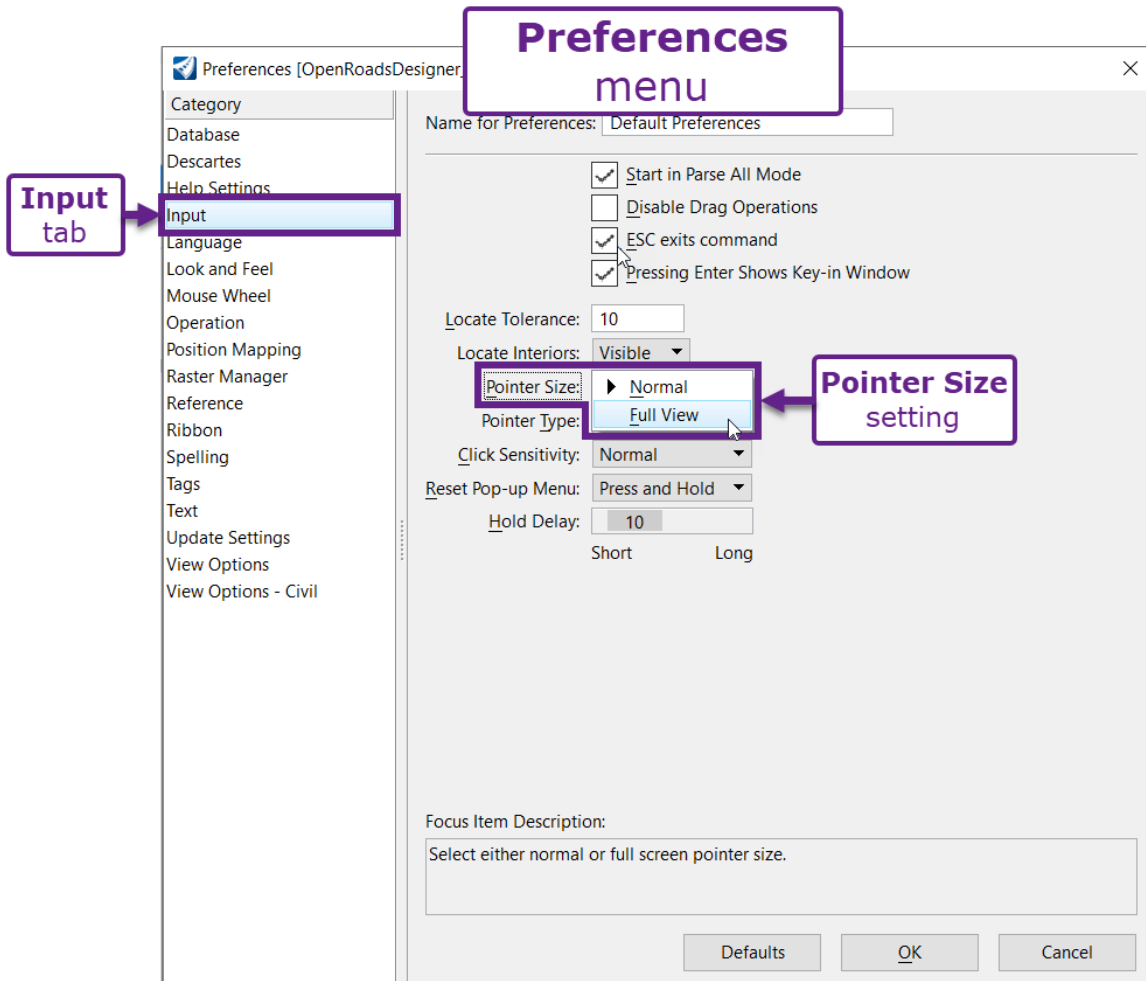 Preferences
menu
Preferences [OpenRoadsDesigner_
Category
Database
Descartes
Help Settings
Input
Language
Look and Feel
Mouse Wheel
Operation
Position Mapping
Raster Manager
Reference
Ribbon
Spelling
Tags
Text
Update Settings
View Options
View Options - Civil
Input
tab
Name for Preferences: Default Preferences
Start in Parse All Mode
Disable Drag Operations
ESC exits command
Pressing Enter Shows Key-in Window
Locate Tolerance: 10
Locate Interiors: Visible
Pointer Size: Normal
Full View
Pointer Type:
Click Sensitivity: Normal
Reset Pop-up Menu: Press and Hold
Hold Delay: 10
Short Long
Pointer Size
setting
Focus Item Description:
Select either normal or full screen pointer size.
Defaults OK Cancel